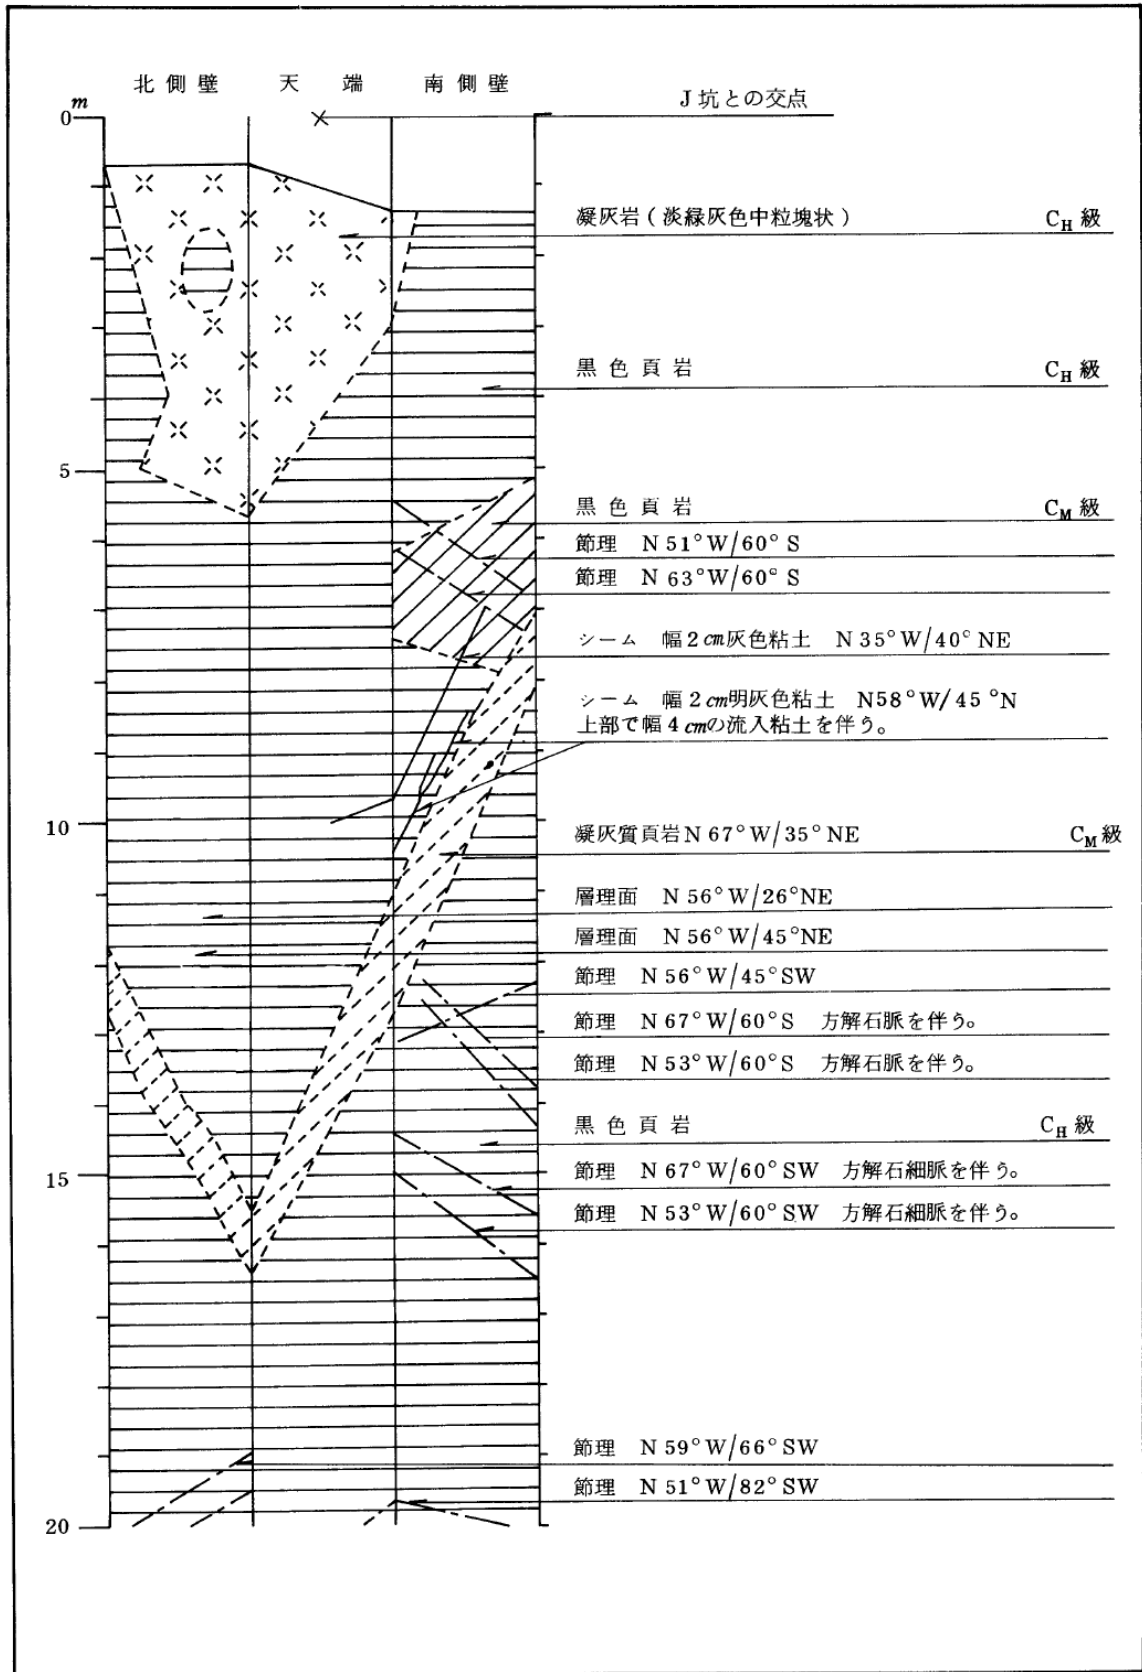 北側壁 天端 南側壁
J坑との交点
m
0
凝灰岩(淡緑灰色中粒塊状) CH級
黒色頁岩 CH級
5
黒色頁岩 CM級
節理 N51°W/60°S
節理 N63°W/60°S
シーム 幅2cm灰色粘土 N35°W/40°NE
シーム 幅2cm明灰色粘土 N58°W/45°N
上部で幅4cmの流入粘土を伴う。
10
凝灰質頁岩N67°W/35°NE CM級
層理面 N56°W/26°NE
層理面 N56°W/45°NE
節理 N56°W/45°SW
節理 N67°W/60°S 方解石脈を伴う。
節理 N53°W/60°S 方解石脈を伴う。
黒色頁岩 CH級
15
節理 N67°W/60°SW 方解石細脈を伴う。
節理 N53°W/60°SW 方解石細脈を伴う。
節理 N59°W/66°SW
節理 N51°W/82°SW
20